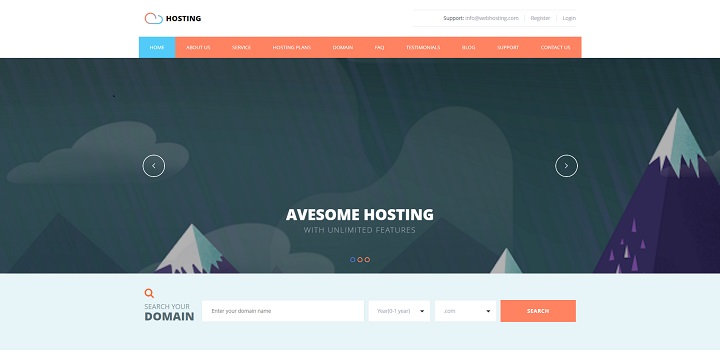 HOSTING
Support: info@webhosting.com Register Login
HOME ABOUT US SERVICE HOSTING PLANS DOMAIN FAQ TESTIMONIALS BLOG SUPPORT CONTACT US
AVESOME HOSTING
WITH UNLIMITED FEATURES
SEARCH YOUR
DOMAIN
Enter your domain name
Year(0-1 year)
.com
SEARCH